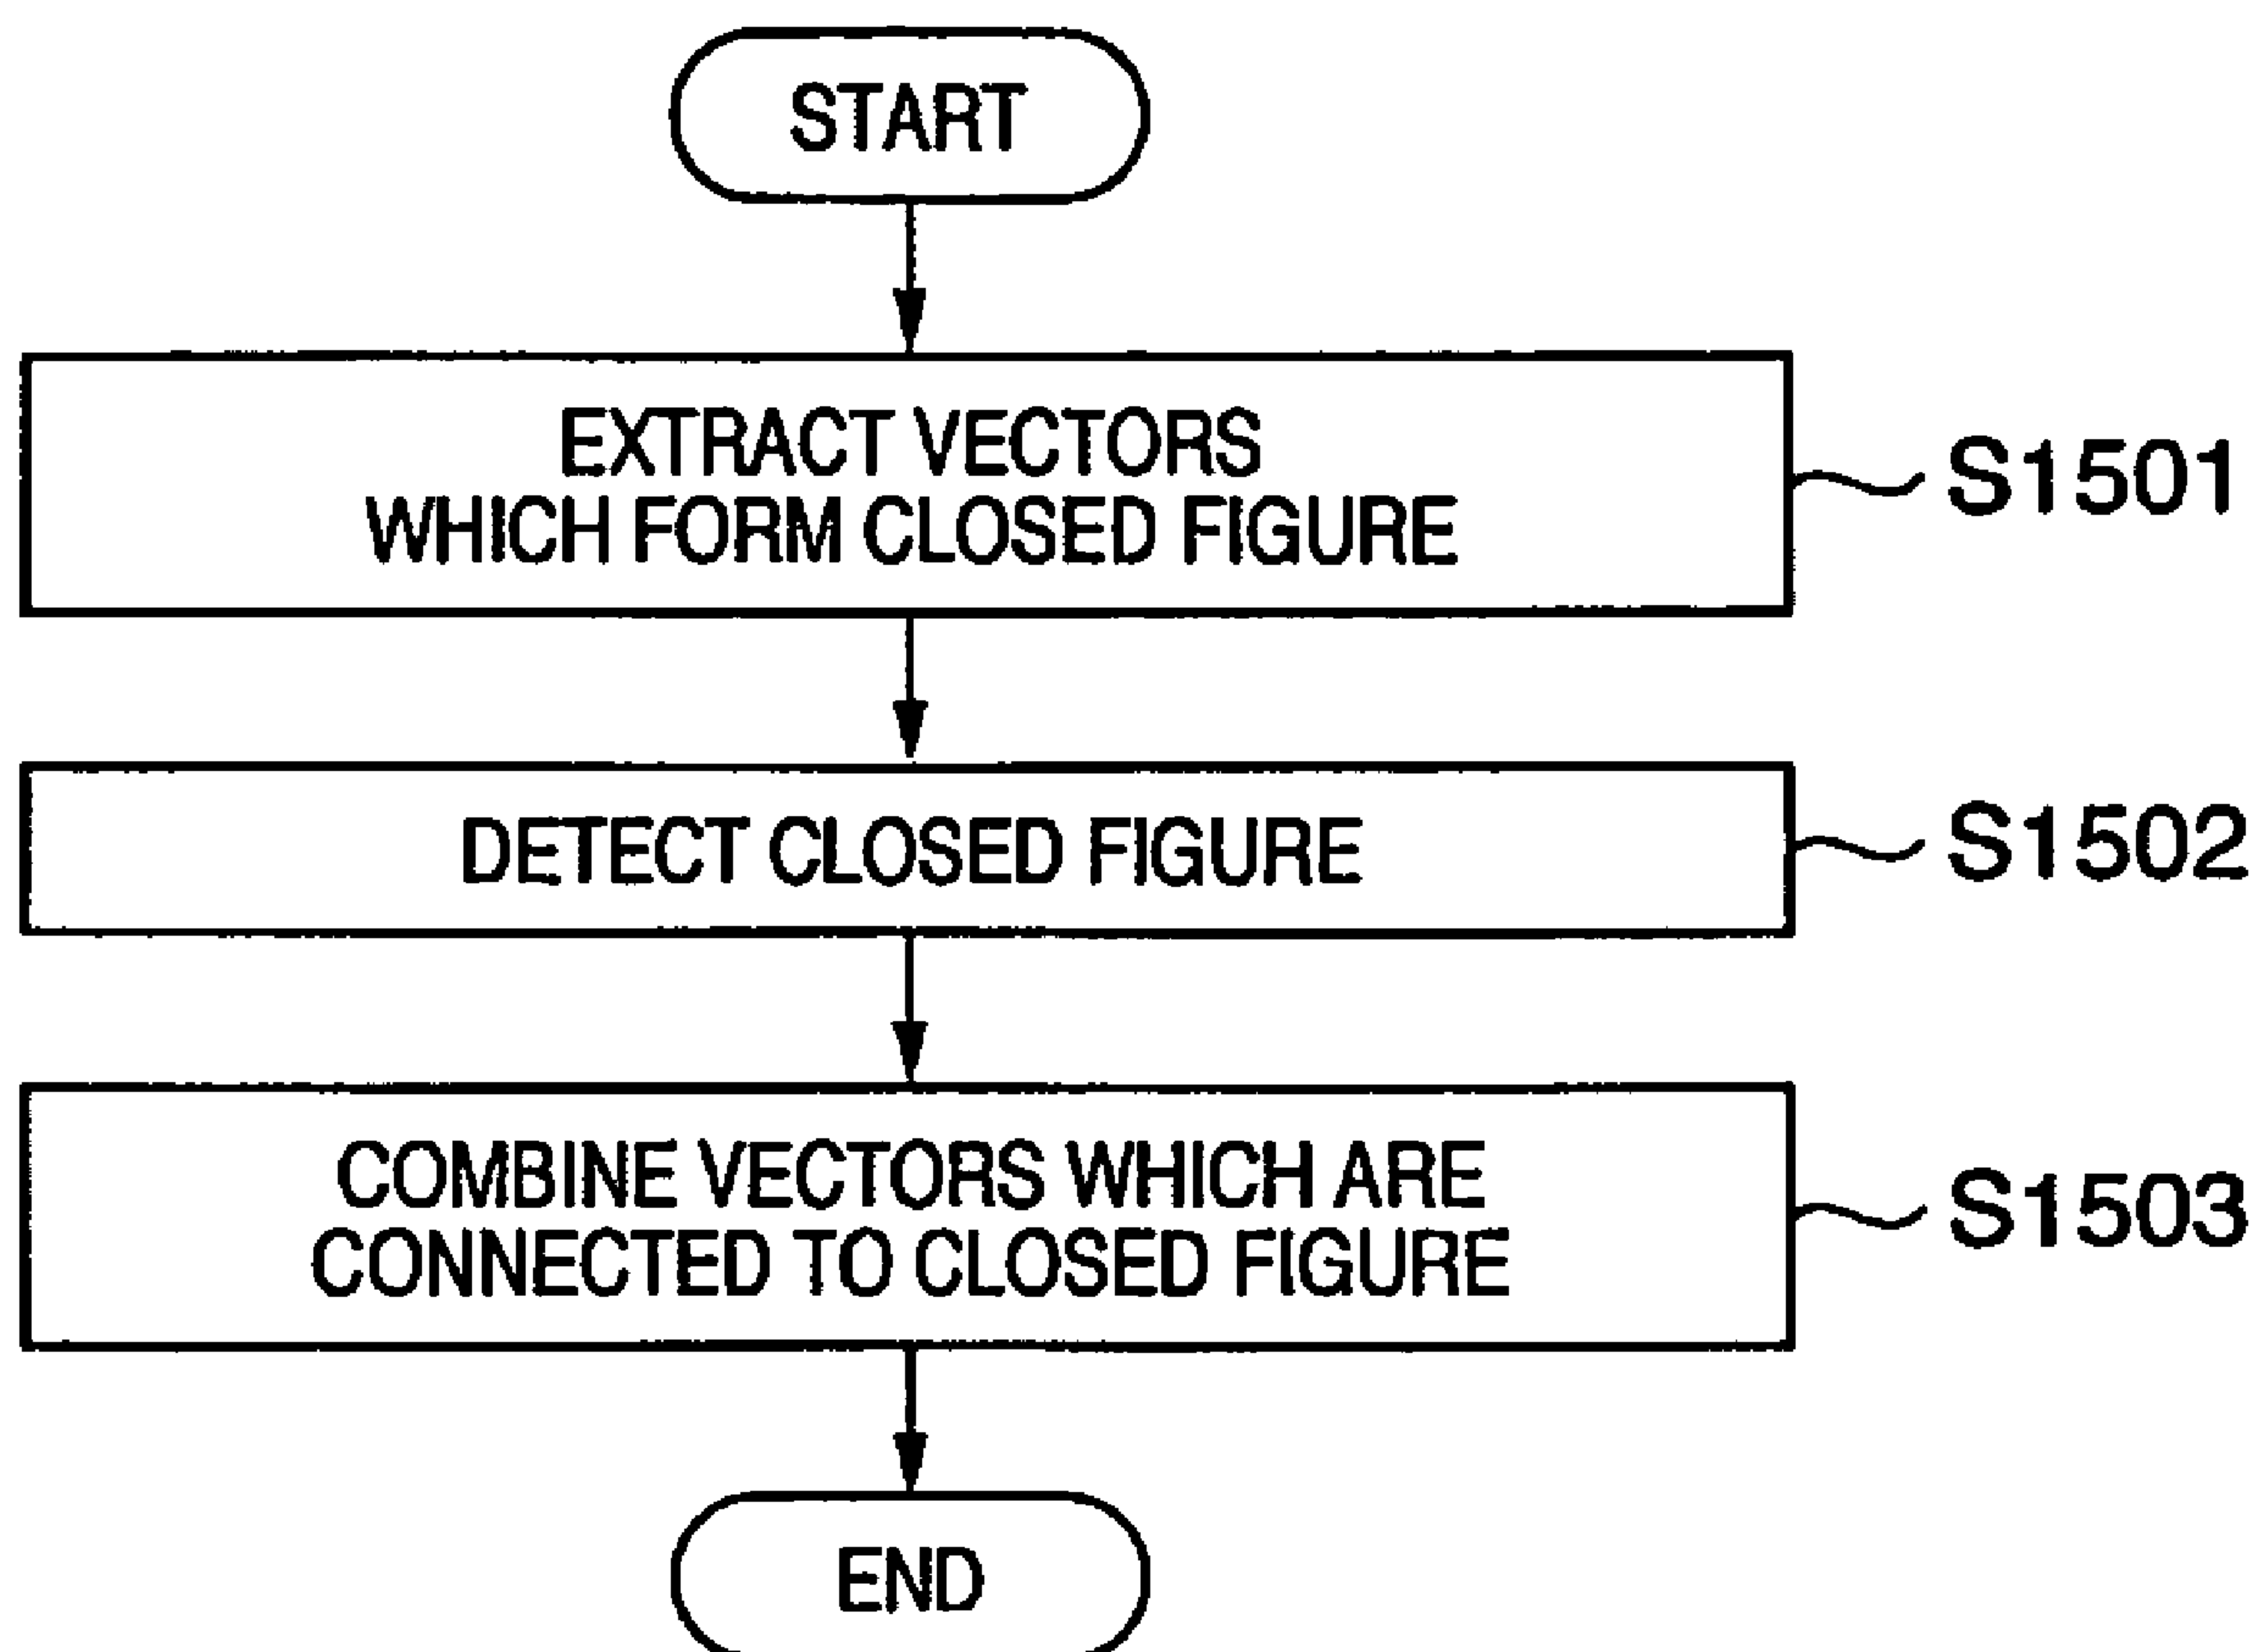 START
EXTRACT VECTORS
WHICH FORM CLOSED FIGURE
S1501
DETECT CLOSED FIGURE
S1502
COMBINE VECTORS WHICH ARE
CONNECTED TO CLOSED FIGURE
S1503
END